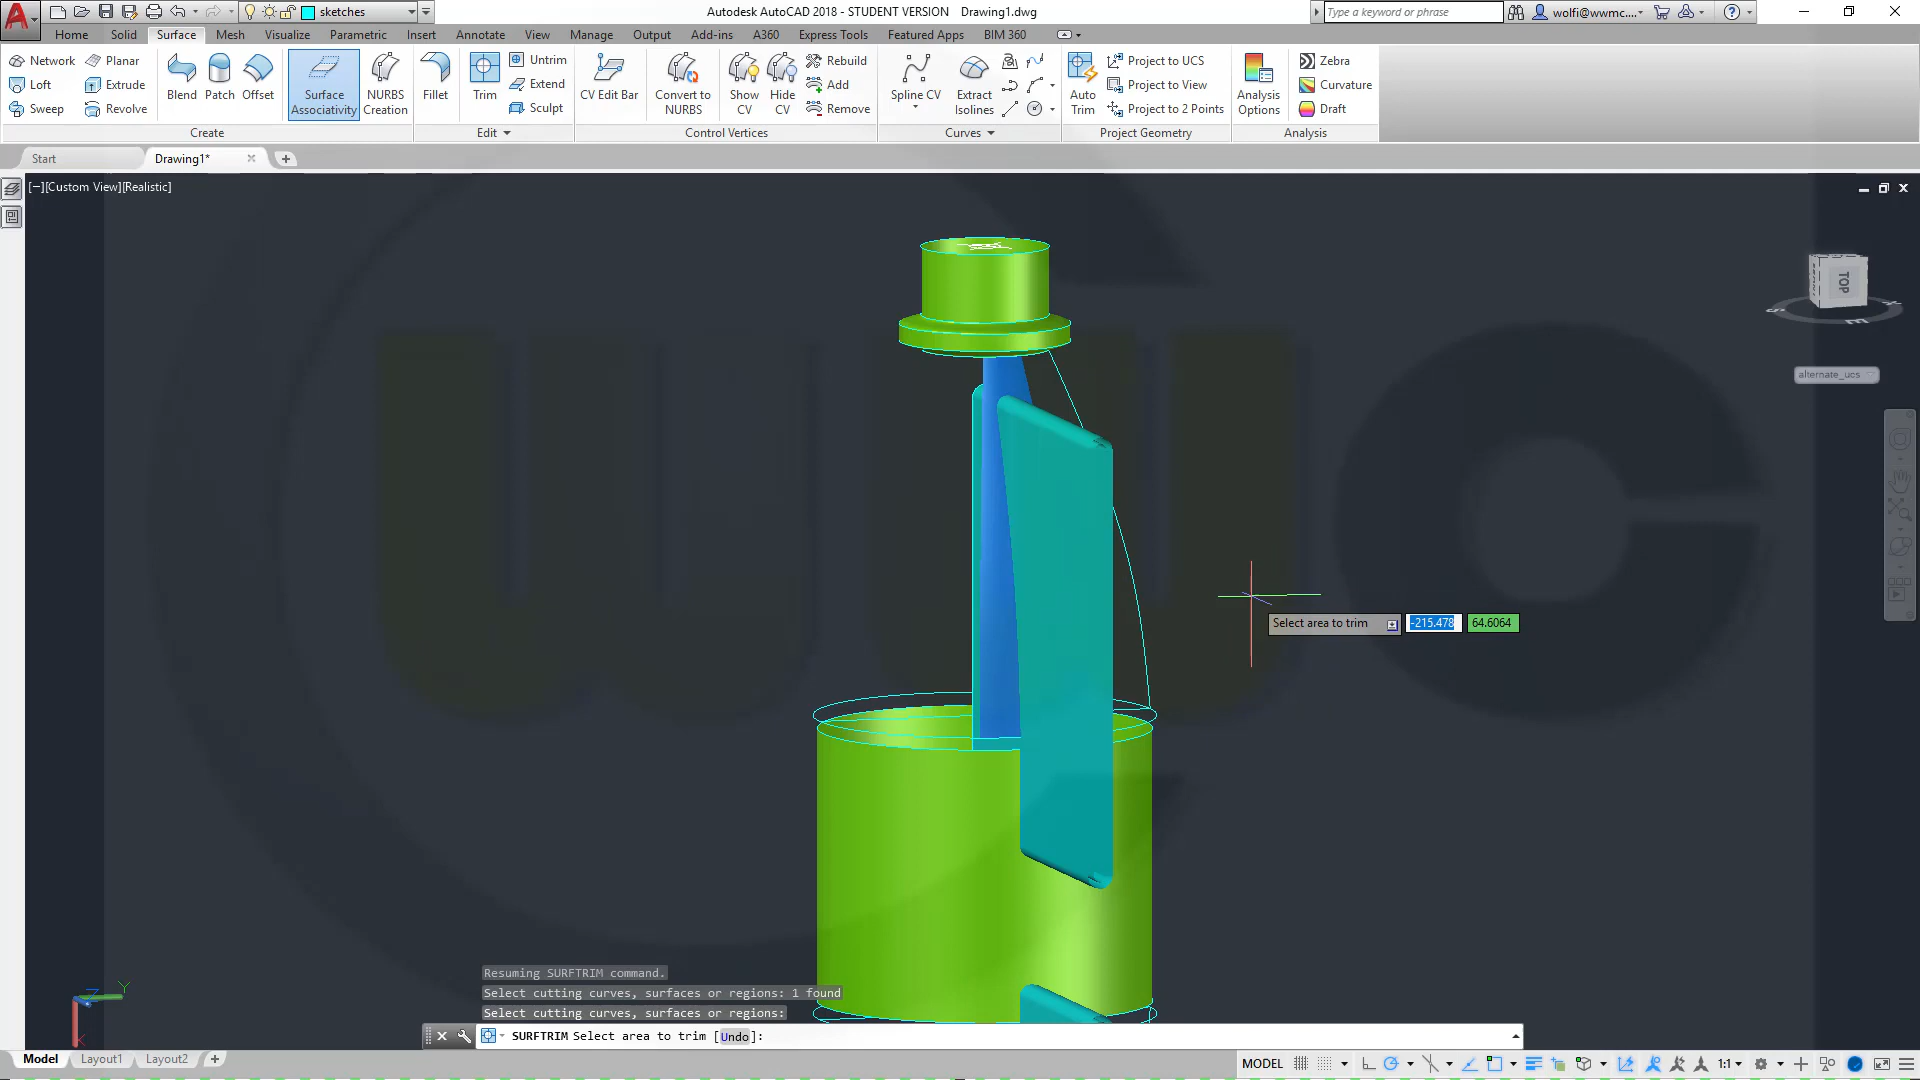 sketches
Autodesk AutoCAD 2018 - STUDENT VERSION Drawing1.dwg
Type a keyword or phrase
wolfi@wwmc....
Home Solid Surface Mesh Visualize Parametric Insert Annotate View Manage Output Add-ins A360 Express Tools Featured Apps BIM 360
Network Planar
Loft Extrude
Sweep Revolve
Create
Blend Patch Offset
Surface Associativity
NURBS Creation
Fillet
Trim
Untrim
Extend
Sculpt
Edit
CV Edit Bar
Convert to NURBS
Show CV
Hide CV
Rebuild
Add
Remove
Control Vertices
Spline CV
Extract Isolines
Curves
Auto Trim
Project to UCS
Project to View
Project to 2 Points
Project Geometry
Analysis Options
Zebra
Curvature
Draft
Analysis
Start Drawing1*
[−][Custom View][Realistic]
TOP
alternate_ucs
Select area to trim -215.478 64.6064
Y
Resuming SURFTRIM command.
Select cutting curves, surfaces or regions: 1 found
Select cutting curves, surfaces or regions:
SURFTRIM Select area to trim [Undo]:
Model Layout1 Layout2
MODEL 1:1